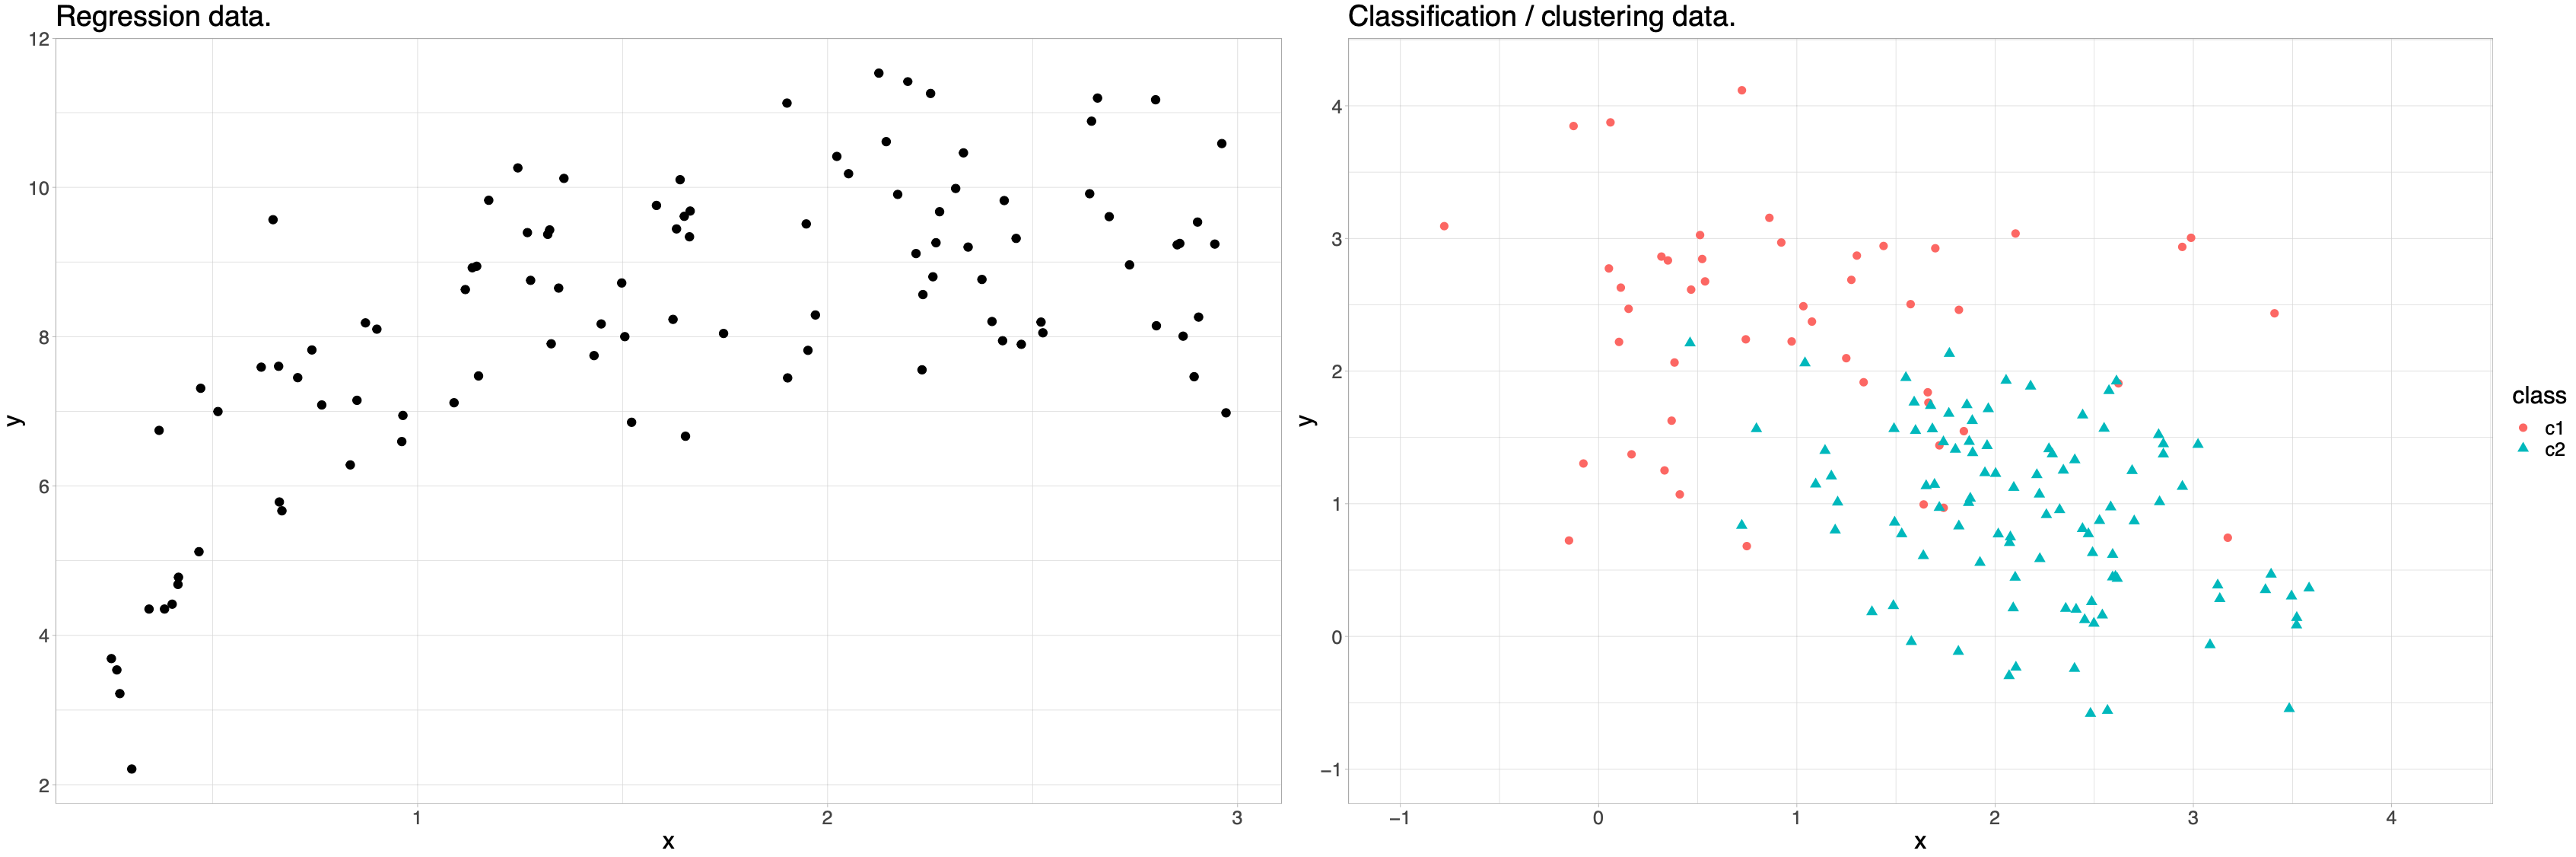 Regression data.
12
10
8
6
4
2
y
1
2
3
x
Classification / clustering data.
4
3
2
1
0
−1
y
−1
0
1
2
3
4
x
class
c1
c2